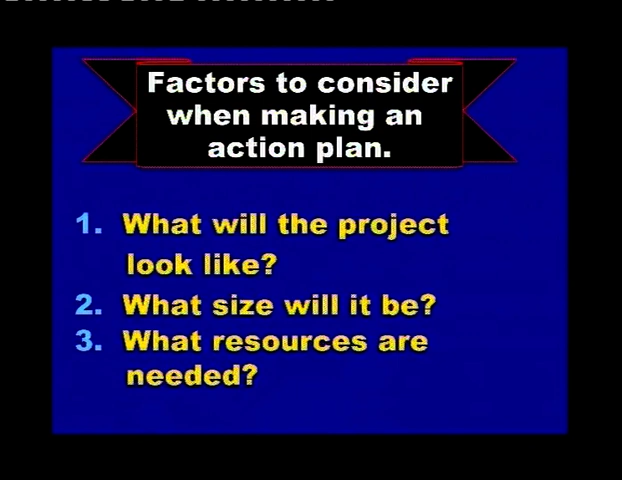 Factors to consider
when making an
action plan.
1. What will the project
look like?
2. What size will it be?
3. What resources are
needed?